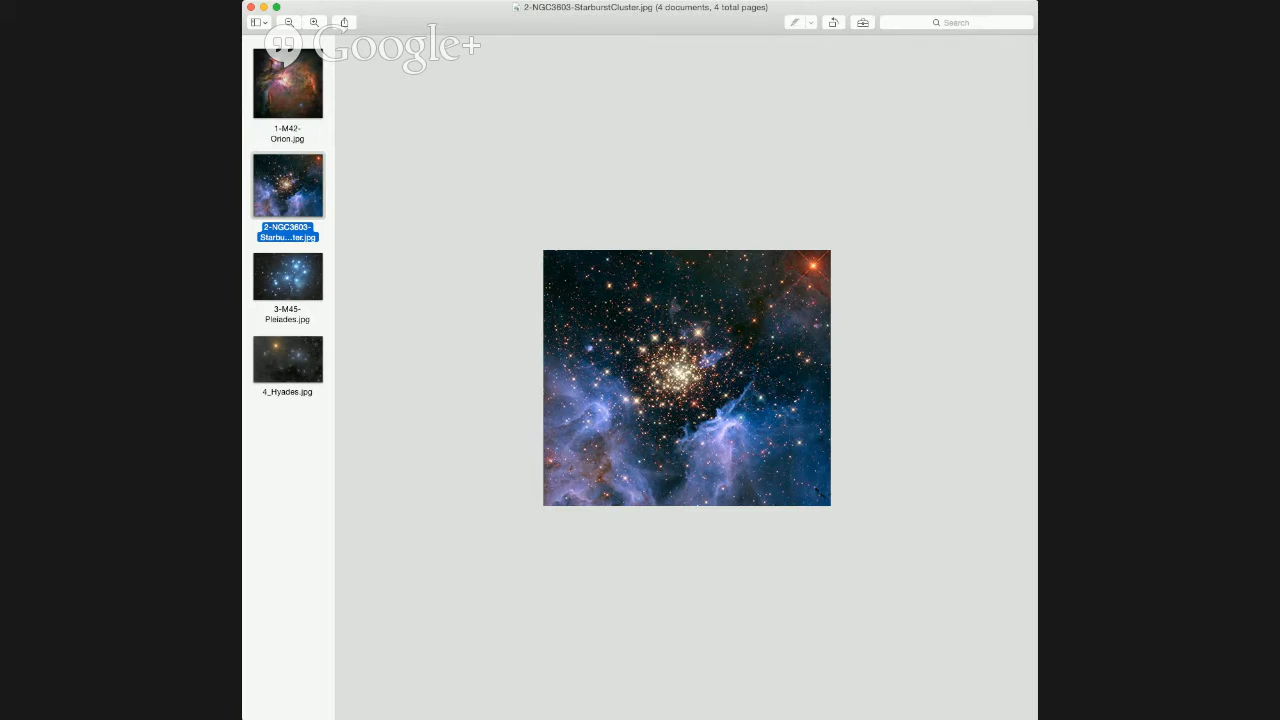 2-NGC3603-StarburstCluster.jpg (4 documents, 4 total pages)
Search
Google+
1-M42-
Orion.jpg
2-NGC3603-
Starbu...ter.jpg
3-M45-
Pleiades.jpg
4_Hyades.jpg